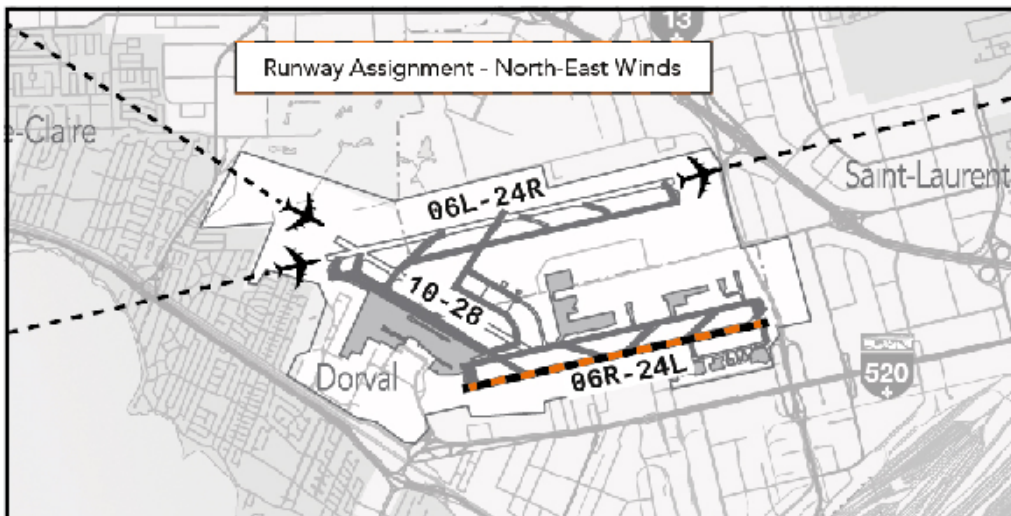 13
Runway Assignment - North-East Winds
e-Claire
Saint-Laurent
06L-24R
10-28
Dorval
06R-24L
520